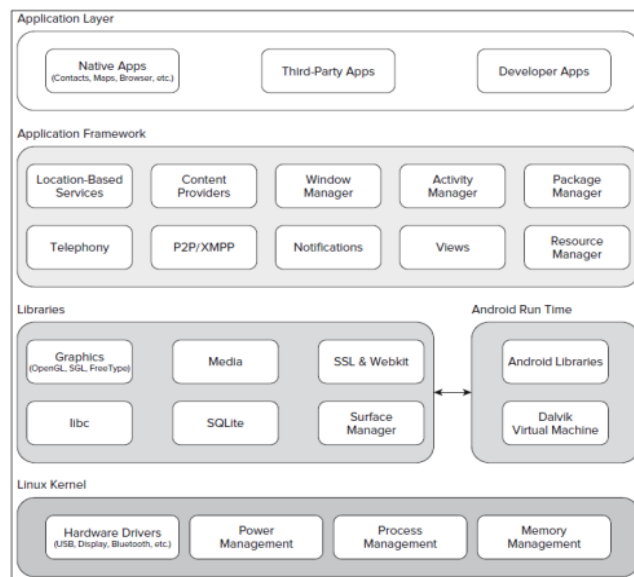 Application Layer
Native Apps
(Contacts, Maps, Browser, etc.)
Third-Party Apps
Developer Apps
Application Framework
Location-Based
Services
Content
Providers
Window
Manager
Activity
Manager
Package
Manager
Telephony
P2P/XMPP
Notifications
Views
Resource
Manager
Libraries
Graphics
(OpenGL, SGL, FreeType)
Media
SSL & Webkit
libc
SQLite
Surface
Manager
Android Run Time
Android Libraries
Dalvik
Virtual Machine
Linux Kernel
Hardware Drivers
(USB, Display, Bluetooth, etc.)
Power
Management
Process
Management
Memory
Management